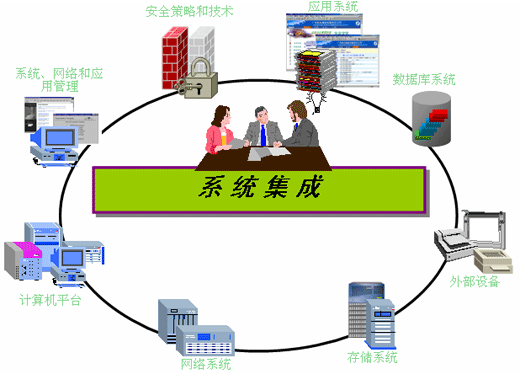 安全策略和技术
应用系统
系统、网络和应
用管理
数据库系统
系统集成
外部设备
计算机平台
网络系统
存储系统